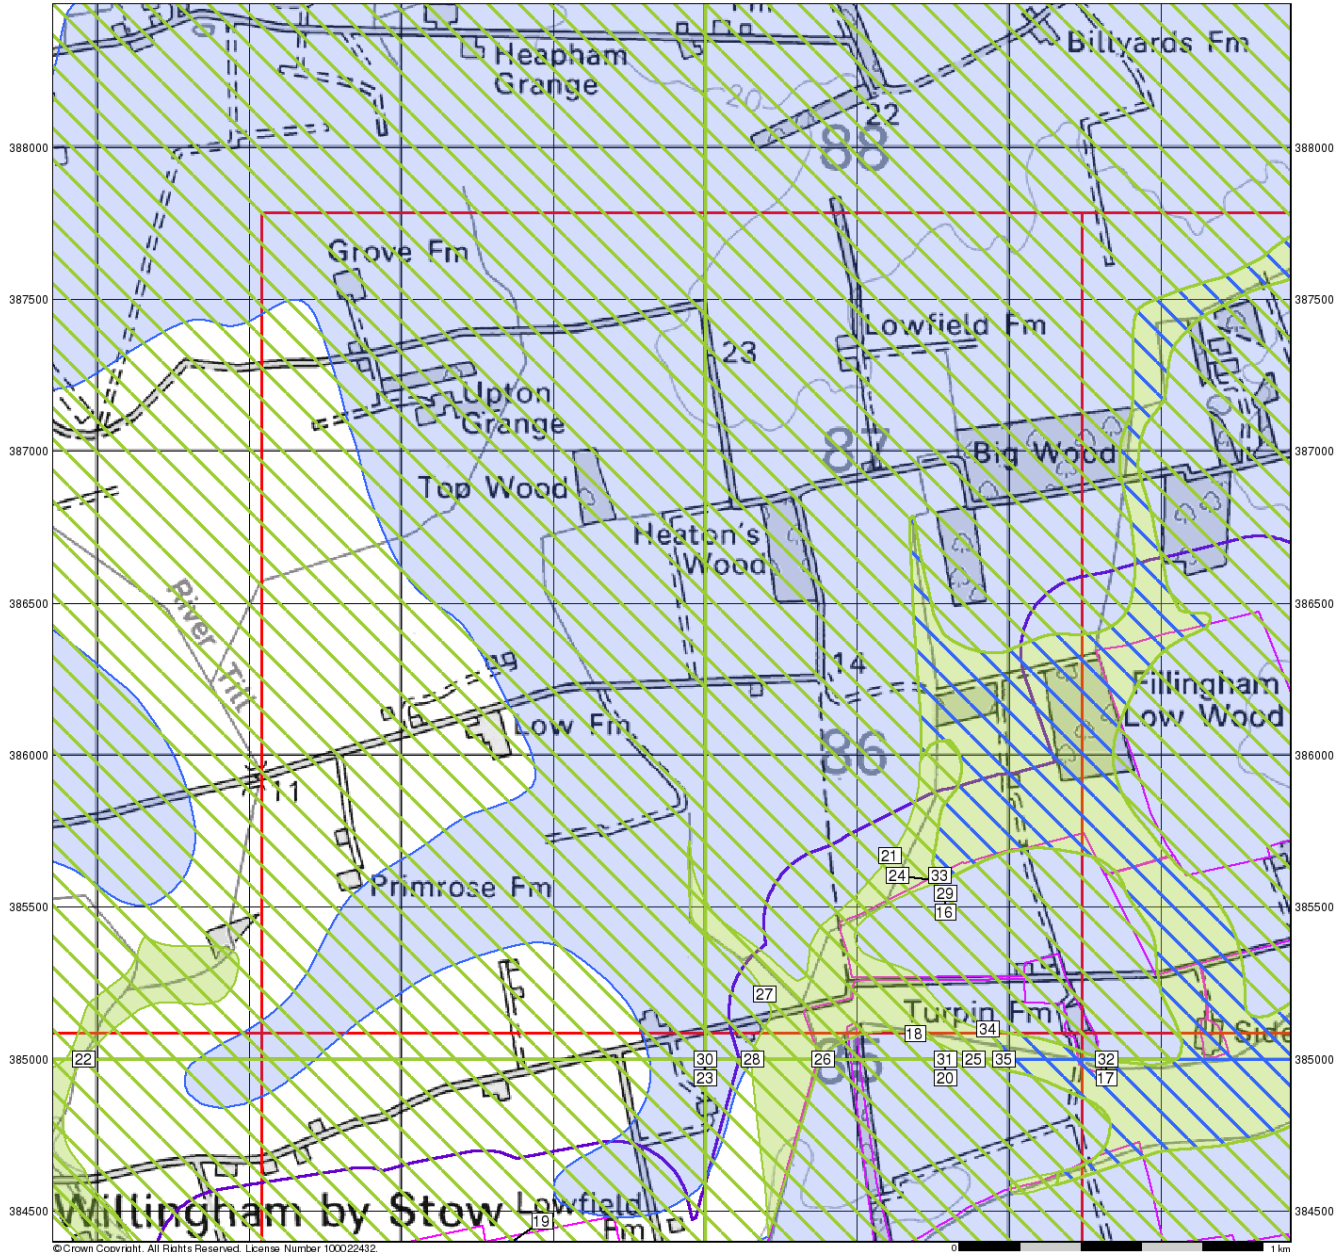 Fm
Heapham
Grange
Billyards Fm
20
22
388000
88
388000
Grove Fm
387500
387500
Lowfield Fm
23
Upton
Grange
87
387000
387000
Big Wood
Top Wood
Heaton's
Wood
River Till
386500
386500
14
19
Fillingham
Low Wood
Low Fm
386000
86
386000
11
21
24
33
Primrose Fm
29
385500
16
385500
27
Turpin Fm
18
34
Side
385000
22
30
28
26
85
31
25
35
32
385000
23
20
17
384500
Willingham by Stow
Lowfield
Fm
19
384500
© Crown Copyright. All Rights Reserved. License Number 100022432.
0
1 km